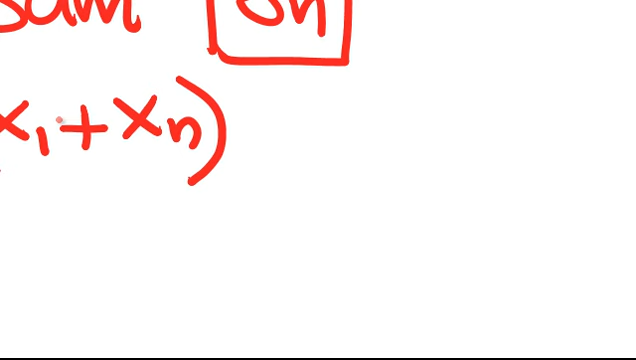 sum Sn
x₁ + xₙ)